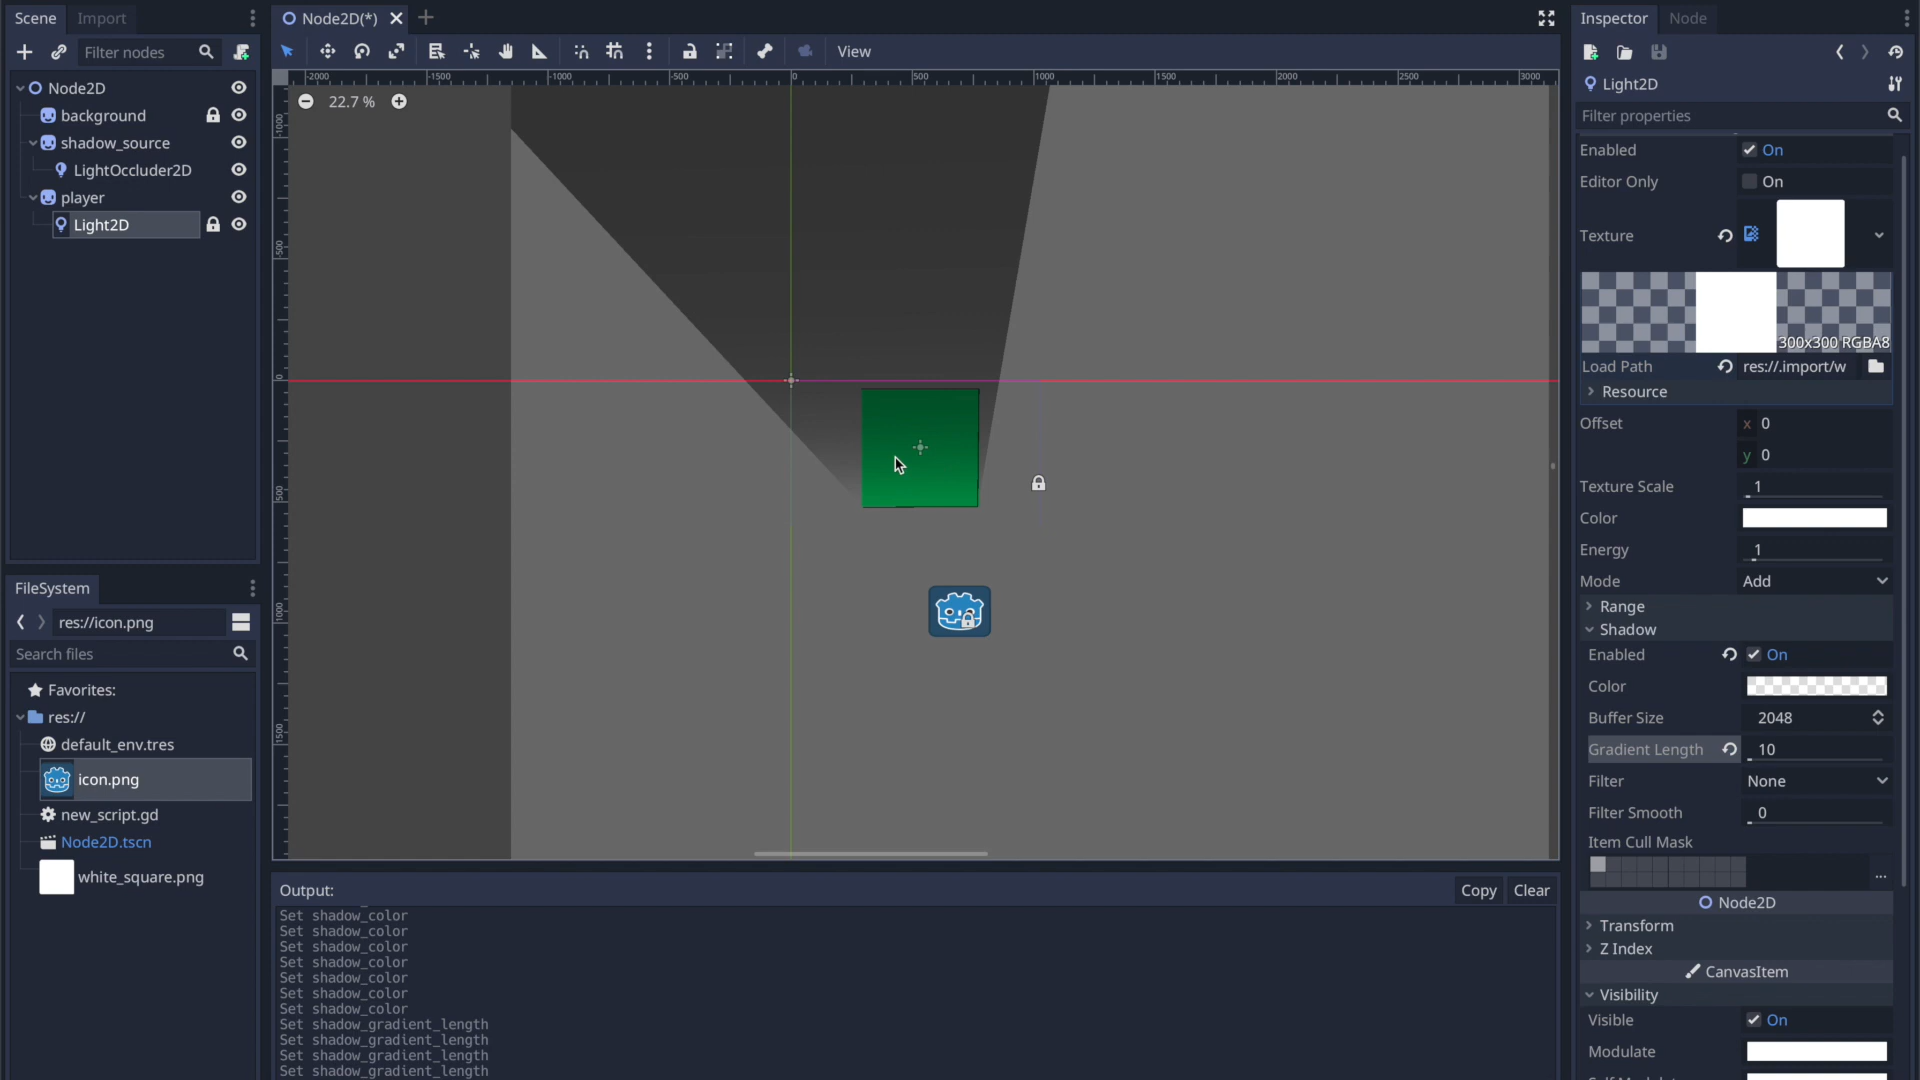 Scene
Import
Node2D(*)
Inspector
Node
Filter nodes
View
-2000
-1500
-1000
-500
0
500
1000
1500
2000
2500
3000
Node2D
background
shadow_source
LightOccluder2D
player
Light2D
22.7 %
-1000
-500
0
500
1000
1500
Light2D
Filter properties
Enabled
On
Editor Only
On
Texture
300x300 RGBA8
Load Path
res://.import/w
Resource
Offset
x 0
y 0
Texture Scale
1
Color
Energy
1
Mode
Add
Range
Shadow
Enabled
On
Color
Buffer Size
2048
Gradient Length
10
Filter
None
Filter Smooth
0
Item Cull Mask
...
Node2D
Transform
Z Index
CanvasItem
Visibility
Visible
On
Modulate
FileSystem
res://icon.png
Search files
Favorites:
res://
default_env.tres
icon.png
new_script.gd
Node2D.tscn
white_square.png
Output:
Copy
Clear
Set shadow_color
Set shadow_color
Set shadow_color
Set shadow_color
Set shadow_color
Set shadow_color
Set shadow_color
Set shadow_gradient_length
Set shadow_gradient_length
Set shadow_gradient_length
Set shadow_gradient_length